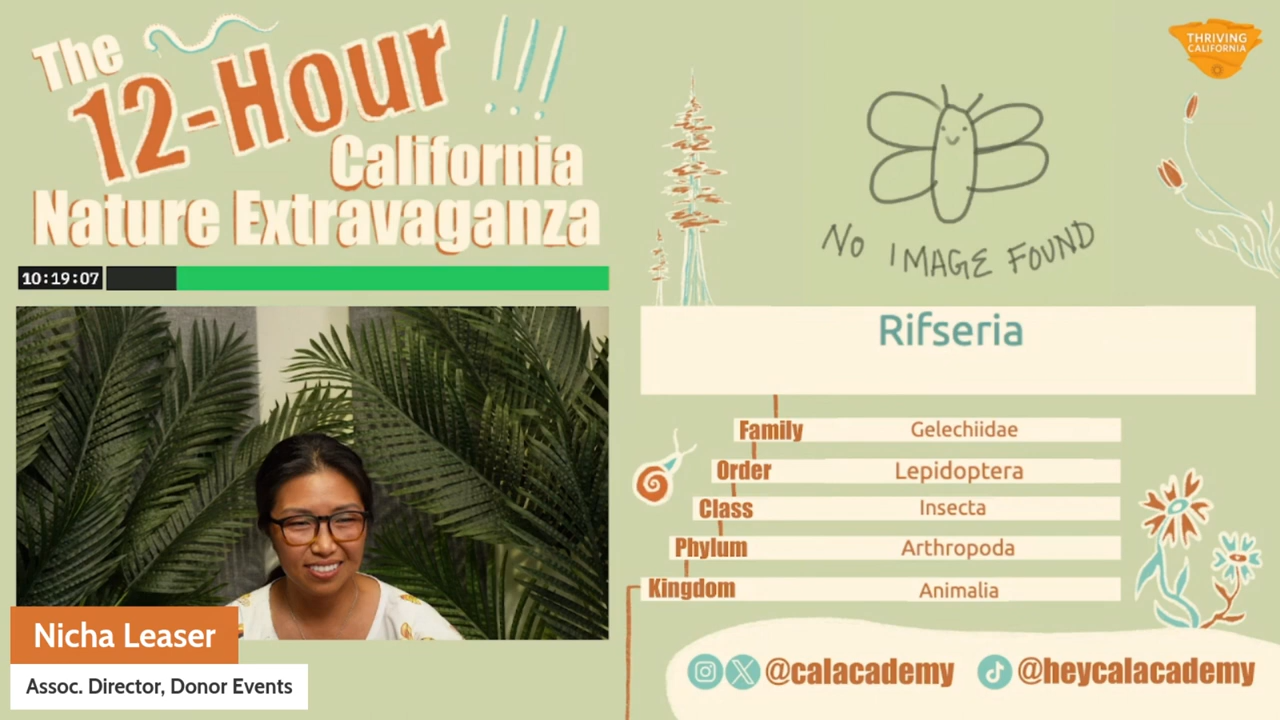 The
12-Hour !!!
California
Nature Extravaganza
10:19:07
Nicha Leaser
Assoc. Director, Donor Events
THRIVING
CALIFORNIA
NO IMAGE FOUND
Rifseria
Family Gelechiidae
Order Lepidoptera
Class Insecta
Phylum Arthropoda
Kingdom Animalia
@calacademy @heycalacademy